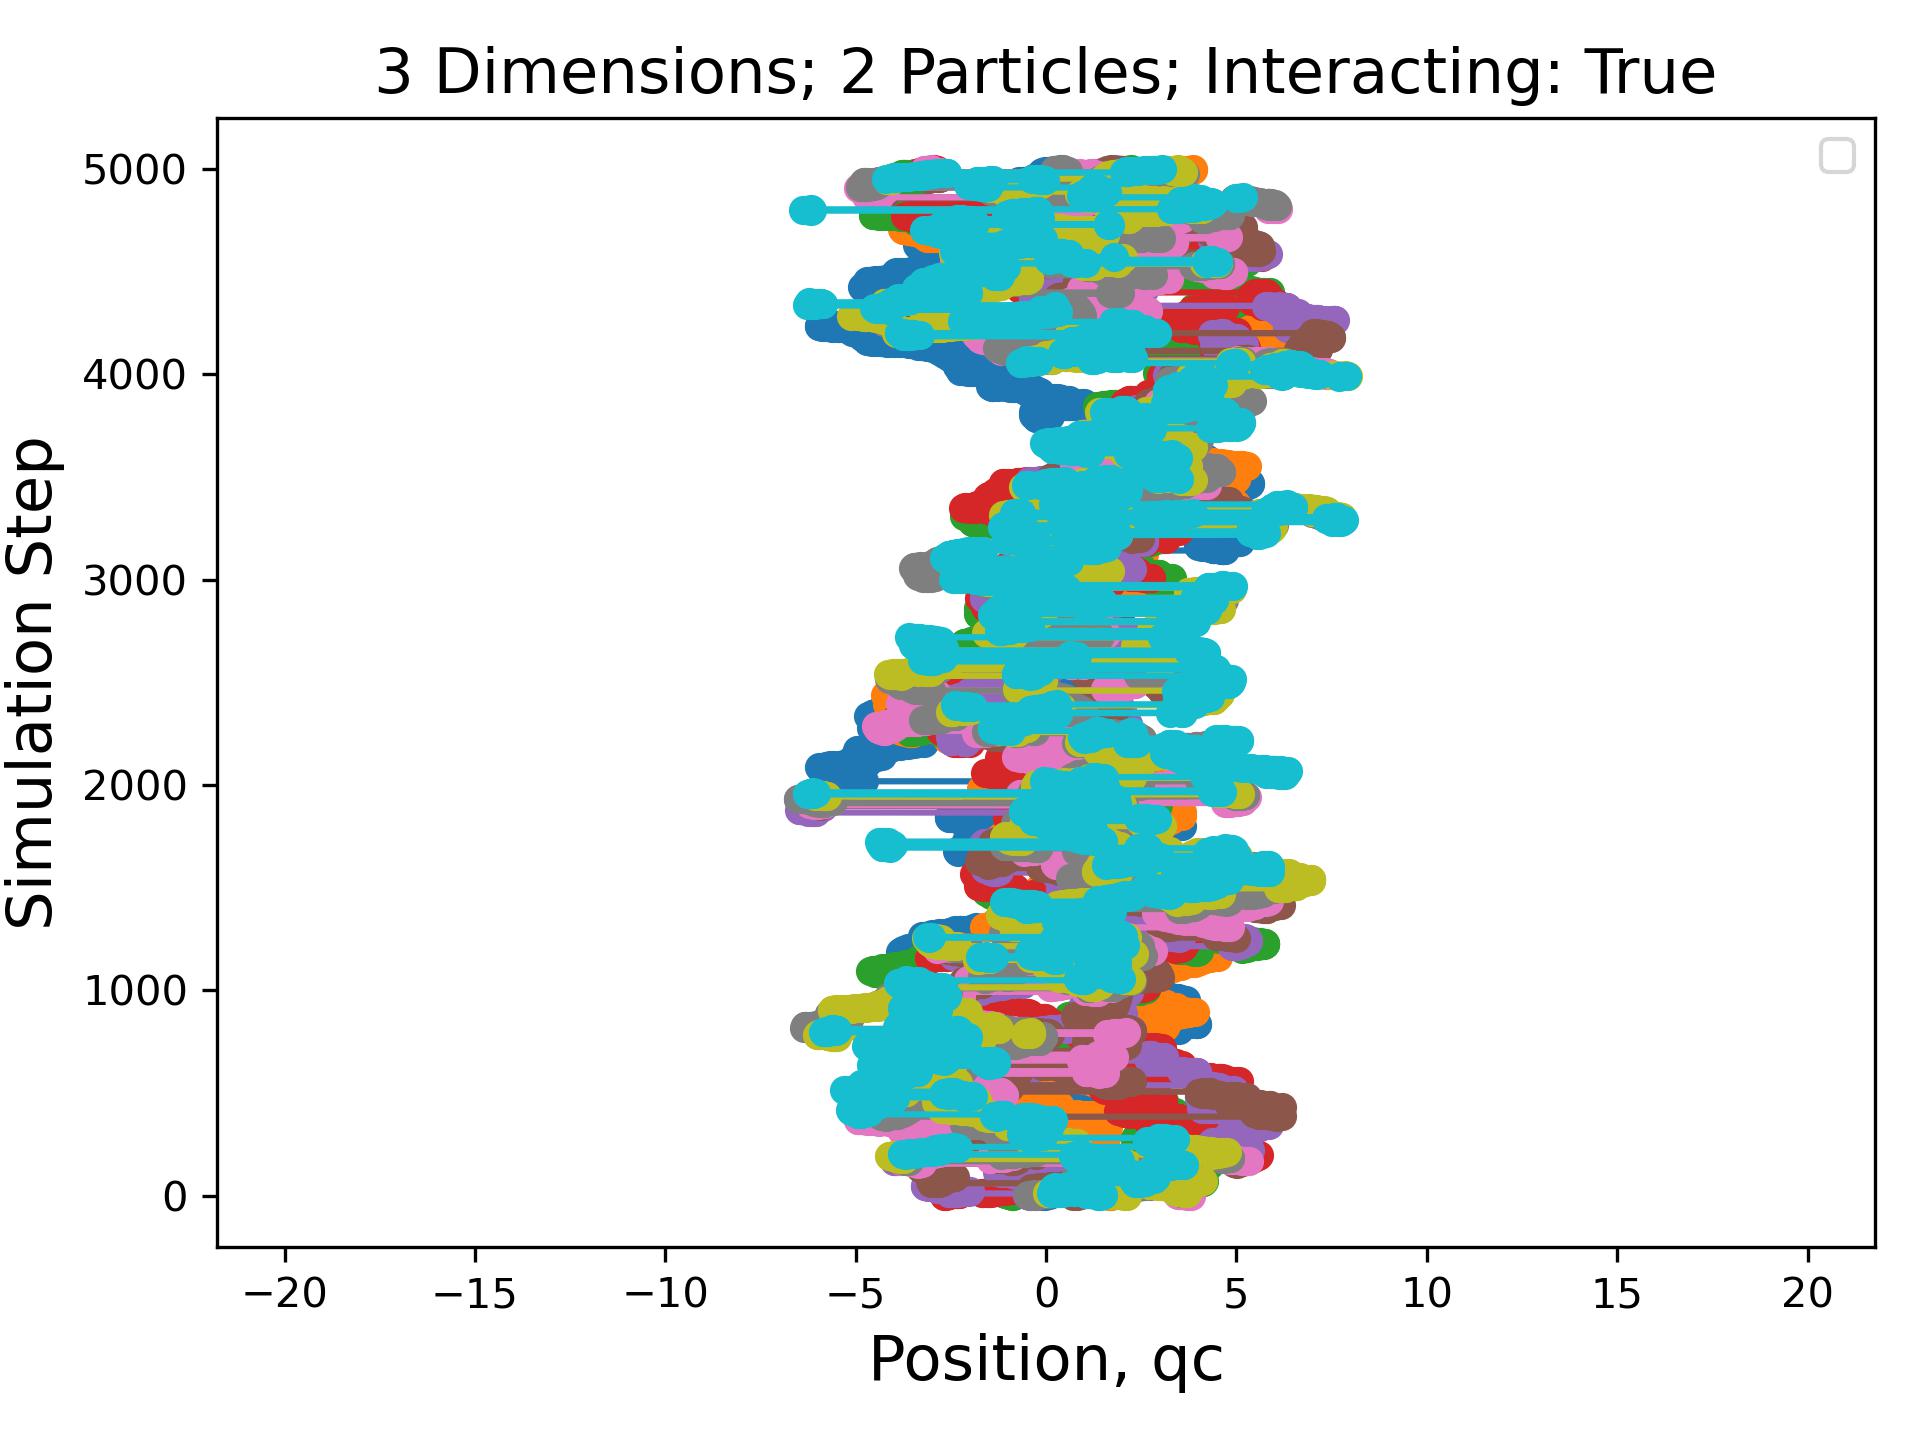 3 Dimensions; 2 Particles; Interacting: True
Simulation Step
5000
4000
3000
2000
1000
0
−20 −15 −10 −5 0 5 10 15 20
Position, qc